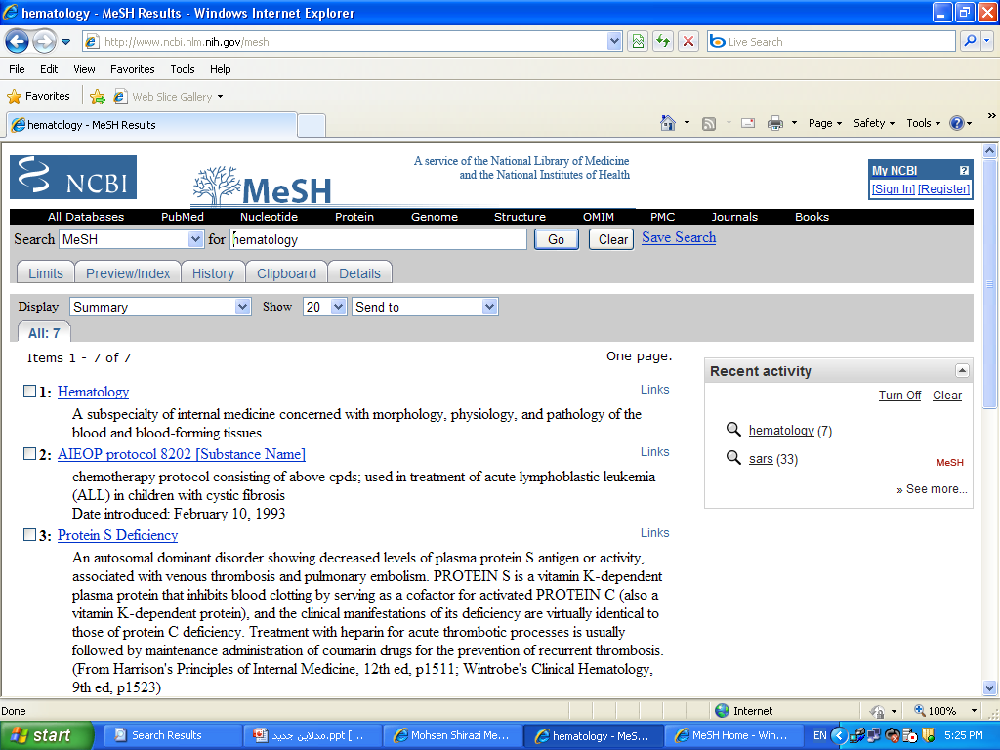 hematology - MeSH Results - Windows Internet Explorer
http://www.ncbi.nlm.nih.gov/mesh
Live Search
File Edit View Favorites Tools Help
Favorites Web Slice Gallery
hematology - MeSH Results
Page Safety Tools »
NCBI
MeSH
A service of the National Library of Medicine
and the National Institutes of Health
My NCBI ?
[Sign In] [Register]
All Databases PubMed Nucleotide Protein Genome Structure OMIM PMC Journals Books
Search MeSH for hematology Go Clear Save Search
Limits Preview/Index History Clipboard Details
Display Summary Show 20 Send to
All: 7
Items 1 - 7 of 7 One page.
1: Hematology Links
A subspecialty of internal medicine concerned with morphology, physiology, and pathology of the
blood and blood-forming tissues.
2: AIEOP protocol 8202 [Substance Name] Links
chemotherapy protocol consisting of above cpds; used in treatment of acute lymphoblastic leukemia
(ALL) in children with cystic fibrosis
Date introduced: February 10, 1993
3: Protein S Deficiency Links
An autosomal dominant disorder showing decreased levels of plasma protein S antigen or activity,
associated with venous thrombosis and pulmonary embolism. PROTEIN S is a vitamin K-dependent
plasma protein that inhibits blood clotting by serving as a cofactor for activated PROTEIN C (also a
vitamin K-dependent protein), and the clinical manifestations of its deficiency are virtually identical to
those of protein C deficiency. Treatment with heparin for acute thrombotic processes is usually
followed by maintenance administration of coumarin drugs for the prevention of recurrent thrombosis.
(From Harrison's Principles of Internal Medicine, 12th ed, p1511; Wintrobe's Clinical Hematology,
9th ed, p1523)
Recent activity
Turn Off Clear
hematology (7)
sars (33)
MeSH
» See more...
Done Internet 100%
start Search Results مدلاین جدید.ppt [... Mohsen Shirazi Me... hematology - MeS... MeSH Home - Win... EN 5:25 PM